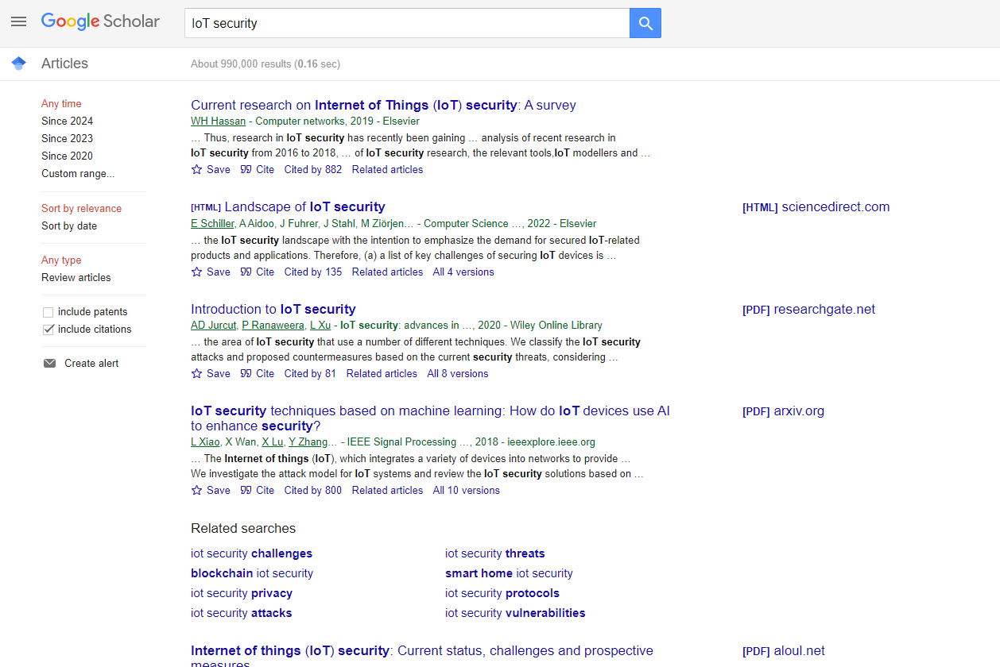 Google Scholar
IoT security
Articles
About 990,000 results (0.16 sec)
Any time
Since 2024
Since 2023
Since 2020
Custom range...
Sort by relevance
Sort by date
Any type
Review articles
include patents
include citations
Create alert
Current research on Internet of Things (IoT) security: A survey
WH Hassan - Computer networks, 2019 - Elsevier
… Thus, research in IoT security has recently been gaining … analysis of recent research in
IoT security from 2016 to 2018, … of IoT security research, the relevant tools,IoT modellers and …
Save Cite Cited by 882 Related articles
[HTML] Landscape of IoT security
[HTML] sciencedirect.com
E Schiller, A Aidoo, J Fuhrer, J Stahl, M Ziörjen… - Computer Science …, 2022 - Elsevier
… the IoT security landscape with the intention to emphasize the demand for secured IoT-related
products and applications. Therefore, (a) a list of key challenges of securing IoT devices is …
Save Cite Cited by 135 Related articles All 4 versions
Introduction to IoT security
[PDF] researchgate.net
AD Jurcut, P Ranaweera, L Xu - IoT security: advances in …, 2020 - Wiley Online Library
… the area of IoT security that use a number of different techniques. We classify the IoT security
attacks and proposed countermeasures based on the current security threats, considering …
Save Cite Cited by 81 Related articles All 8 versions
IoT security techniques based on machine learning: How do IoT devices use AI
to enhance security?
[PDF] arxiv.org
L Xiao, X Wan, X Lu, Y Zhang… - IEEE Signal Processing …, 2018 - ieeexplore.ieee.org
… The Internet of things (IoT), which integrates a variety of devices into networks to provide …
We investigate the attack model for IoT systems and review the IoT security solutions based on …
Save Cite Cited by 800 Related articles All 10 versions
Related searches
iot security challenges
iot security threats
blockchain iot security
smart home iot security
iot security privacy
iot security protocols
iot security attacks
iot security vulnerabilities
Internet of things (IoT) security: Current status, challenges and prospective
measures
[PDF] aloul.net